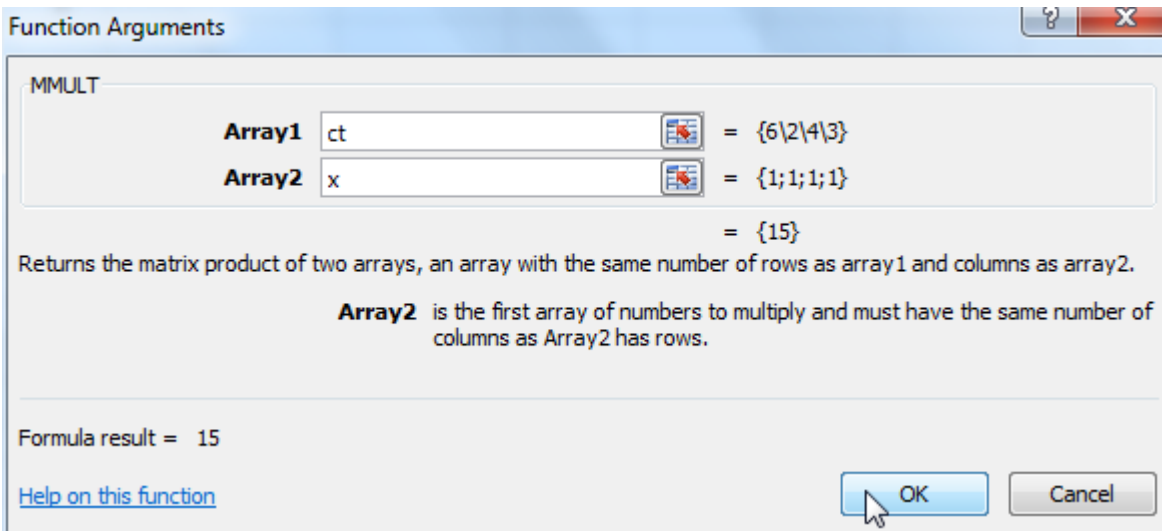 Function Arguments
? X
MMULT
Array1 ct = {6\2\4\3}
Array2 x = {1;1;1;1}
= {15}
Returns the matrix product of two arrays, an array with the same number of rows as array1 and columns as array2.
Array2 is the first array of numbers to multiply and must have the same number of
columns as Array2 has rows.
Formula result = 15
Help on this function OK Cancel